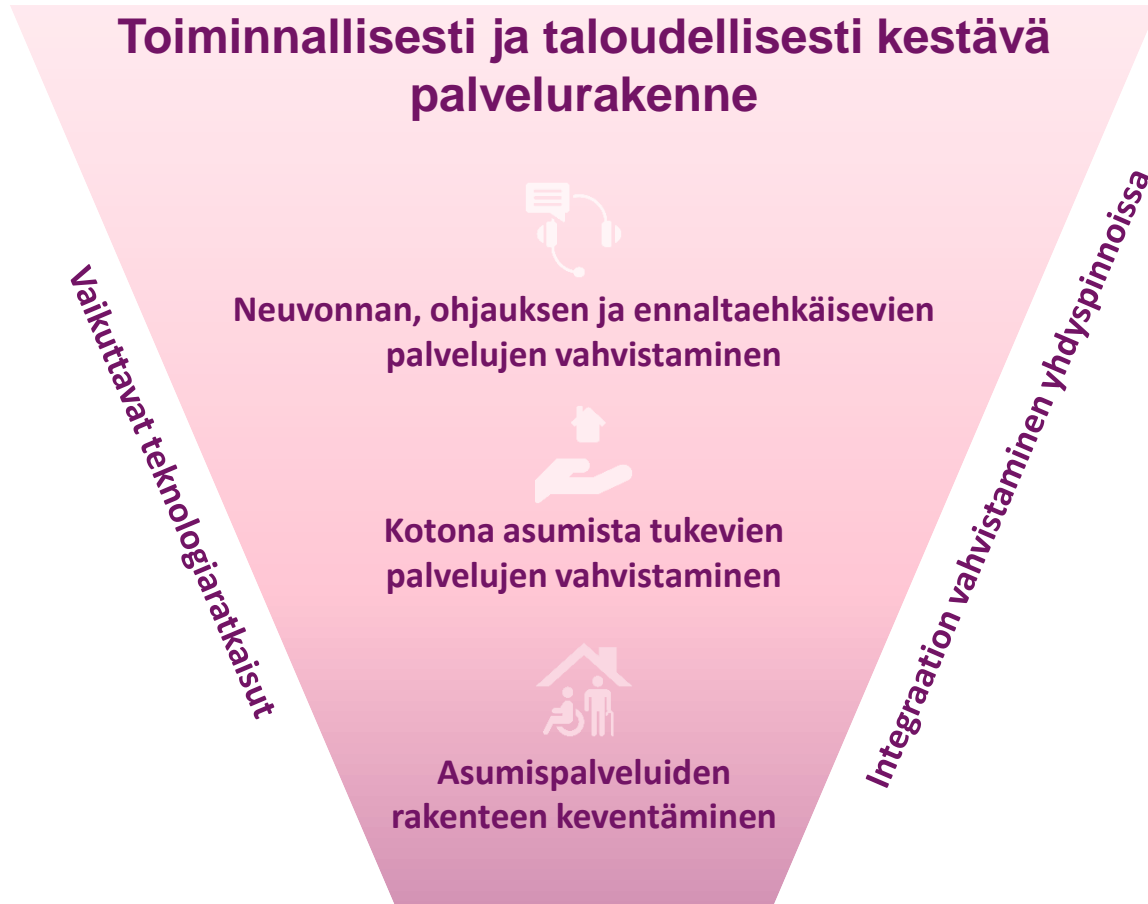 Toiminnallisesti ja taloudellisesti kestävä
palvelurakenne
Neuvonnan, ohjauksen ja ennaltaehkäisevien
palvelujen vahvistaminen
Kotona asumista tukevien
palvelujen vahvistaminen
Asumispalveluiden
rakenteen keventäminen
Vaikuttavat teknologiaratkaisut
Integraation vahvistaminen yhdyspinnoissa